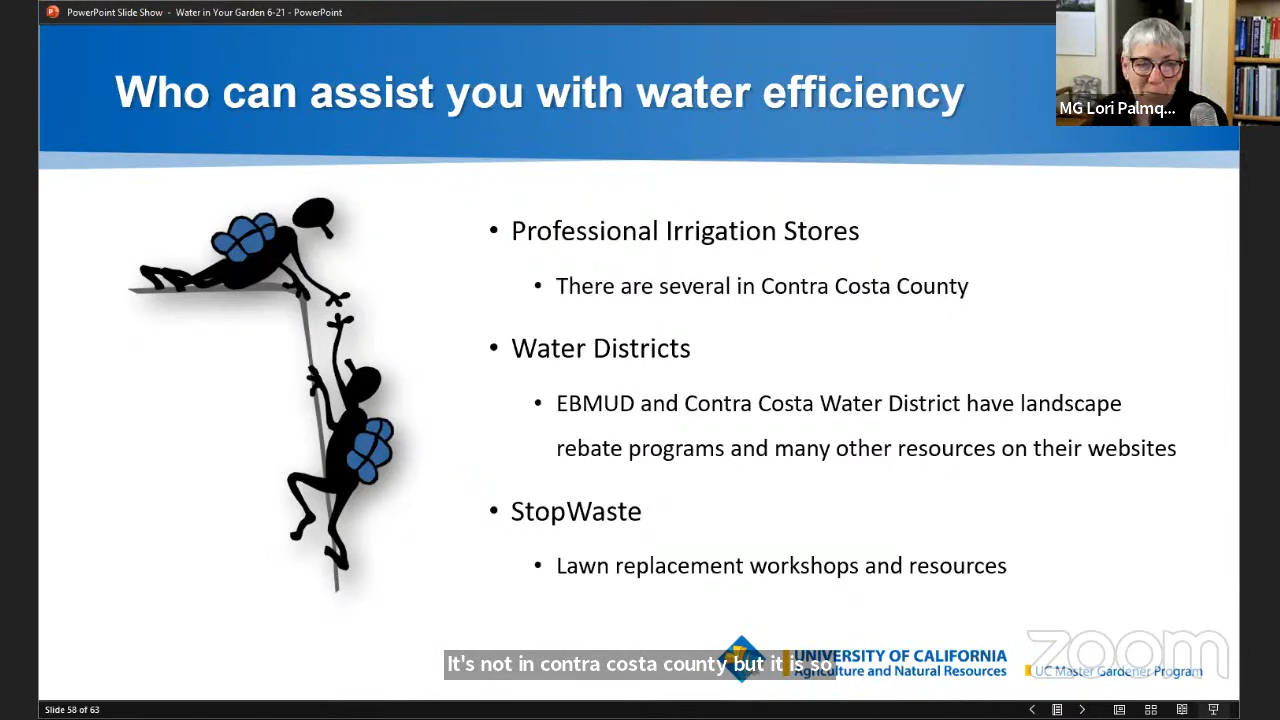 PowerPoint Slide Show - Water in Your Garden 6-21 - PowerPoint
Who can assist you with water efficiency
MG Lori Palmq...
• Professional Irrigation Stores
• There are several in Contra Costa County
• Water Districts
• EBMUD and Contra Costa Water District have landscape
rebate programs and many other resources on their websites
• StopWaste
• Lawn replacement workshops and resources
It's not in contra costa county but it is so
UNIVERSITY OF CALIFORNIA
Agriculture and Natural Resources
UC Master Gardener Program
zoom
Slide 58 of 63